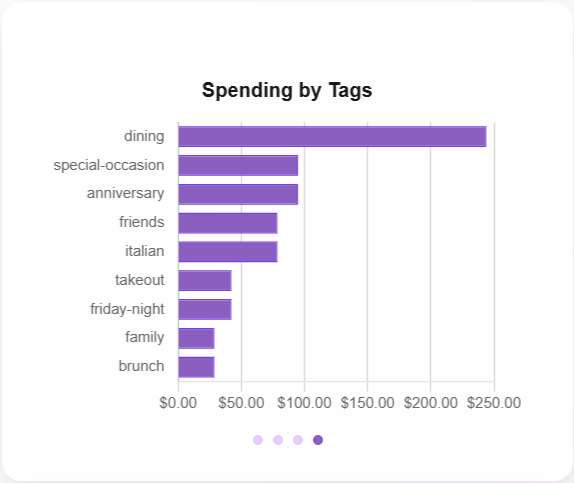 Spending by Tags
dining
special-occasion
anniversary
friends
italian
takeout
friday-night
family
brunch
$0.00 $50.00 $100.00 $150.00 $200.00 $250.00